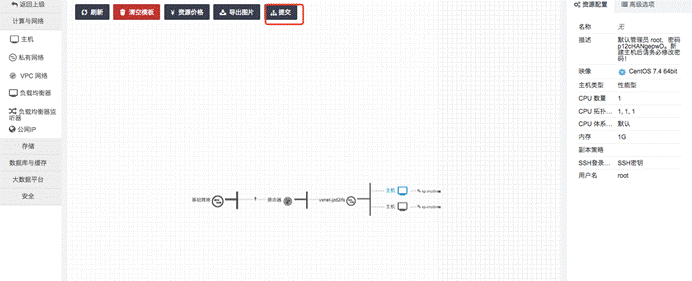 返回上级
计算与网络
主机
私有网络
VPC 网络
负载均衡器
负载均衡器监
听器
公网IP
存储
数据库与缓存
大数据平台
安全
刷新
清空模板
¥ 资源价格
导出图片
提交
基础网络
路由器
主机
主机
资源配置
高级选项
名称 无
描述 默认管理员 root，密码
p12cHANgepwD。新
建主机后请务必修改密
码！
映像 CentOS 7.4 64bit
主机类型 性能型
CPU 数量 1
CPU 拓扑... 1, 1, 1
CPU 体系... 默认
内存 1G
副本策略
SSH登录... SSH密钥
用户名 root